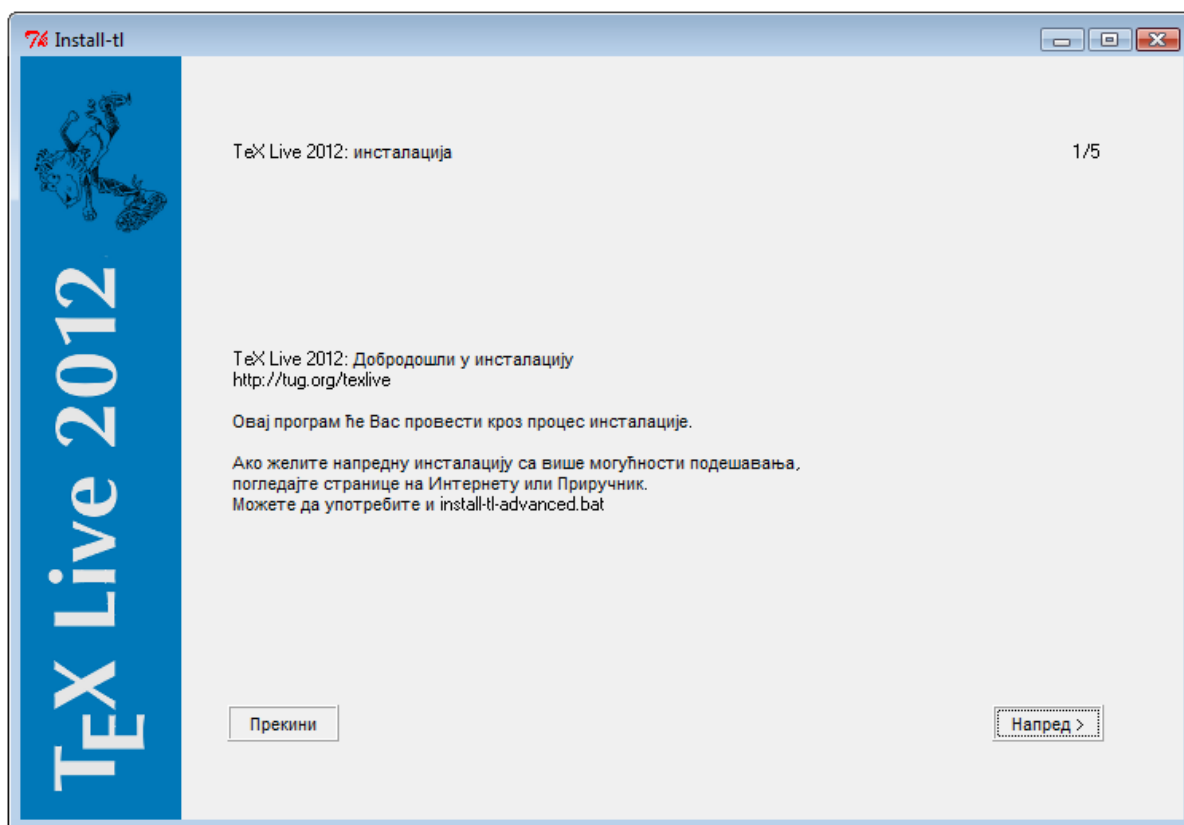 Install-tl
TeX Live 2012
TeX Live 2012: инсталација
1/5
TeX Live 2012: Добродошли у инсталацију
http://tug.org/texlive
Овај програм ће Вас провести кроз процес инсталације.
Ако желите напредну инсталацију са више могућности подешавања,
погледајте странице на Интернету или Приручник.
Можете да употребите и install-tl-advanced.bat
Прекини
Напред >